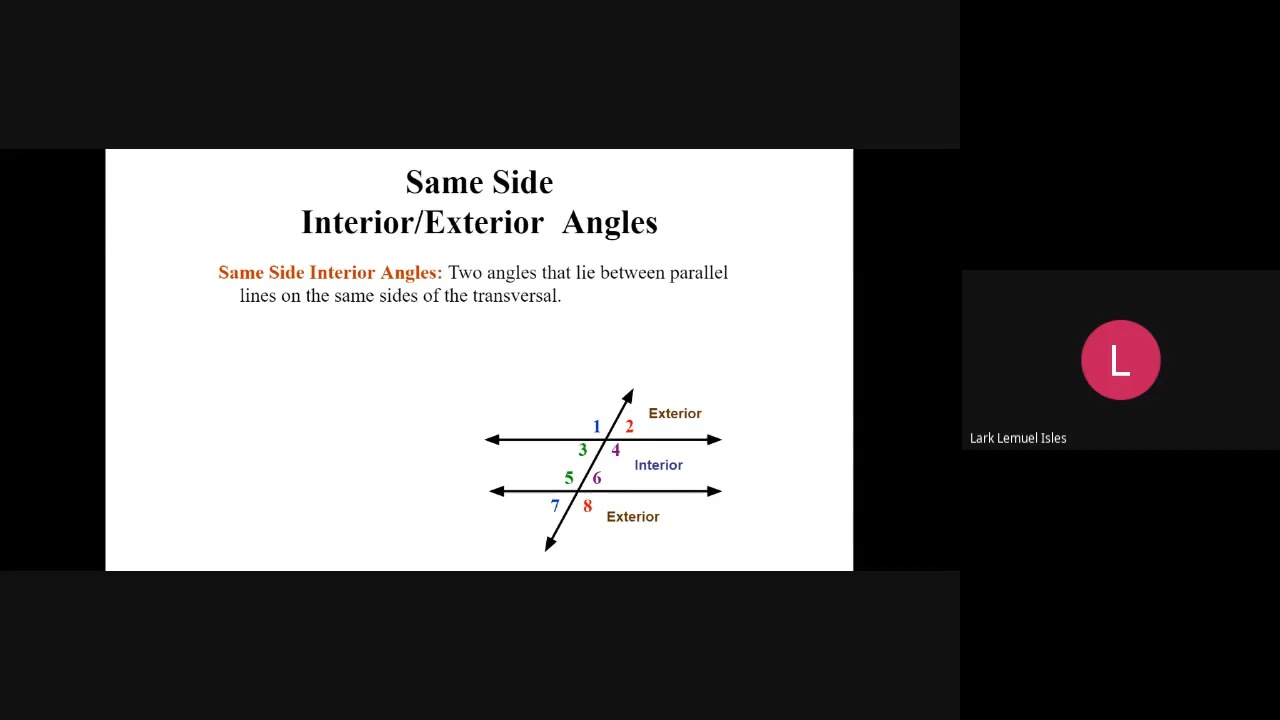 Same Side
Interior/Exterior Angles
Same Side Interior Angles: Two angles that lie between parallel
lines on the same sides of the transversal.
1 2 Exterior
3 4
Interior
5 6
7 8 Exterior
L
Lark Lemuel Isles